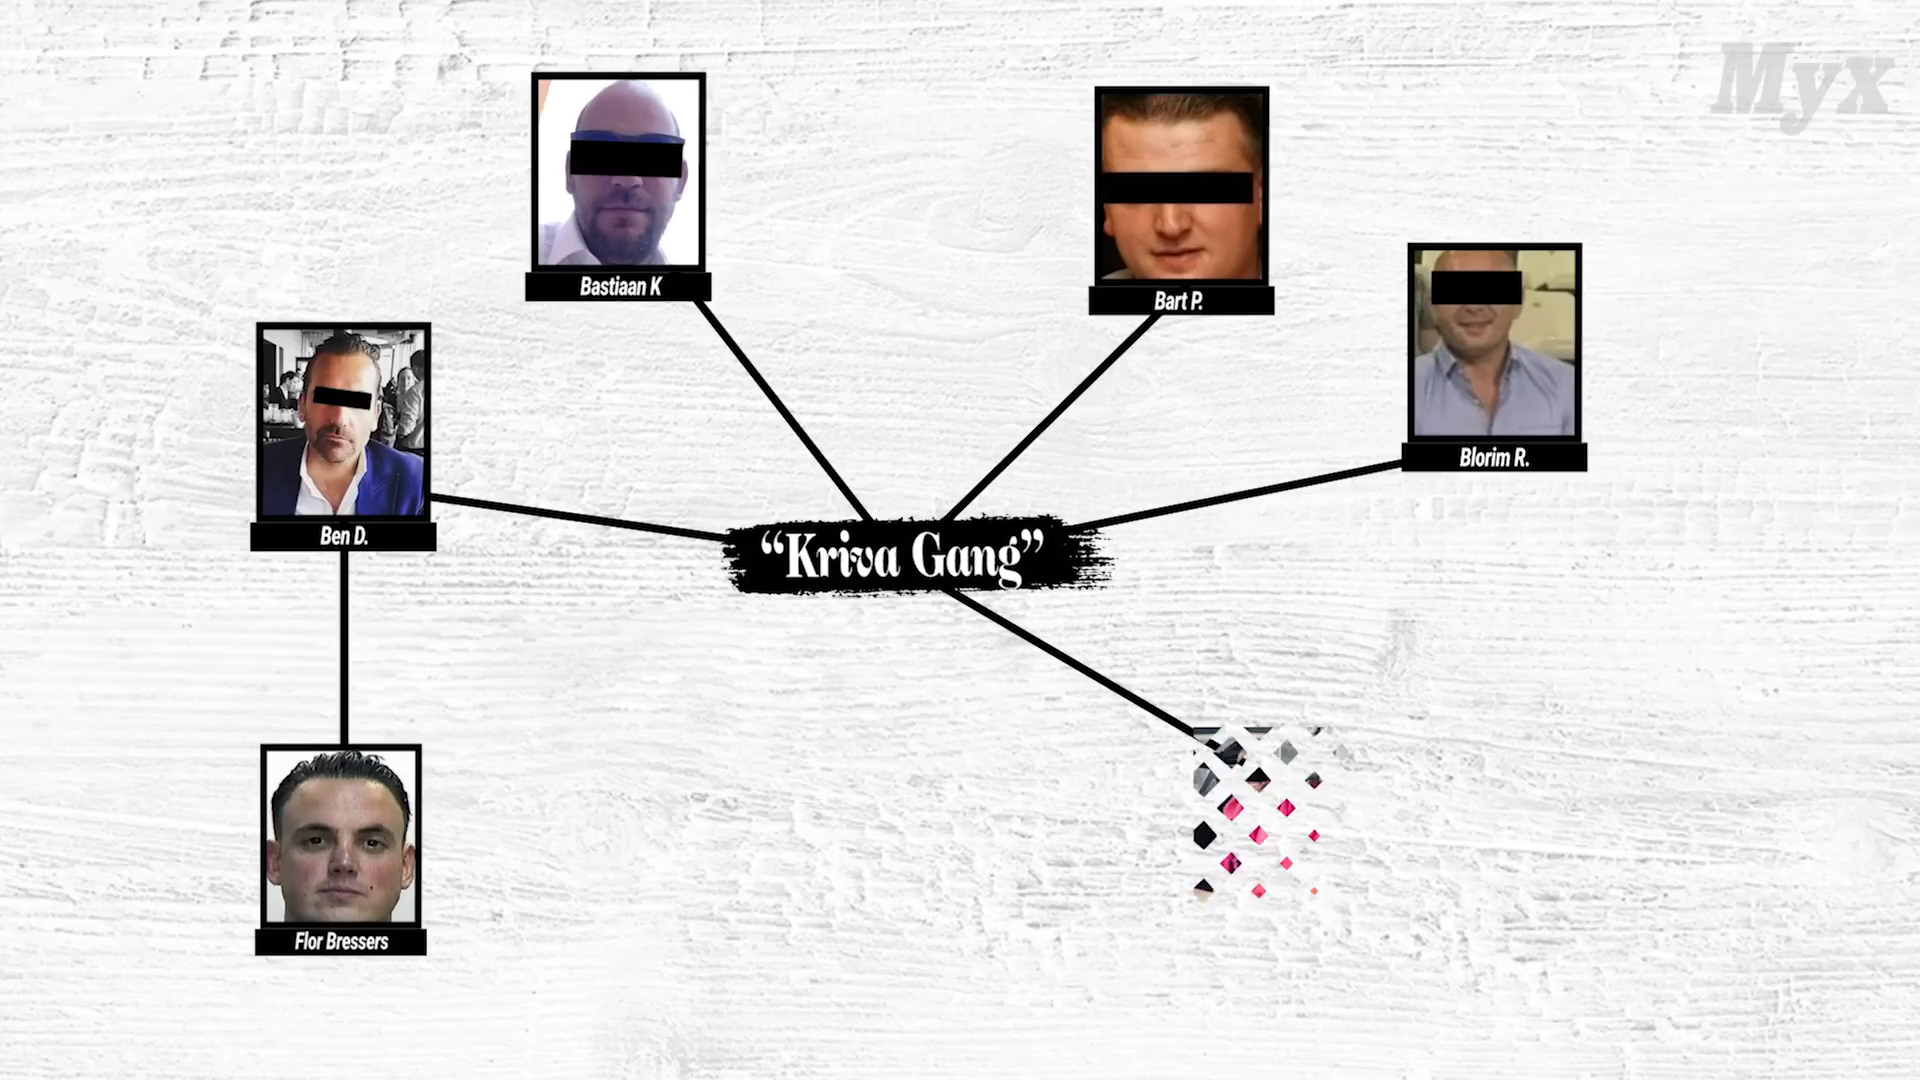 Myx
Bastiaan K
Bart P.
Blorim R.
Ben D.
“Kriva Gang”
Flor Bressers